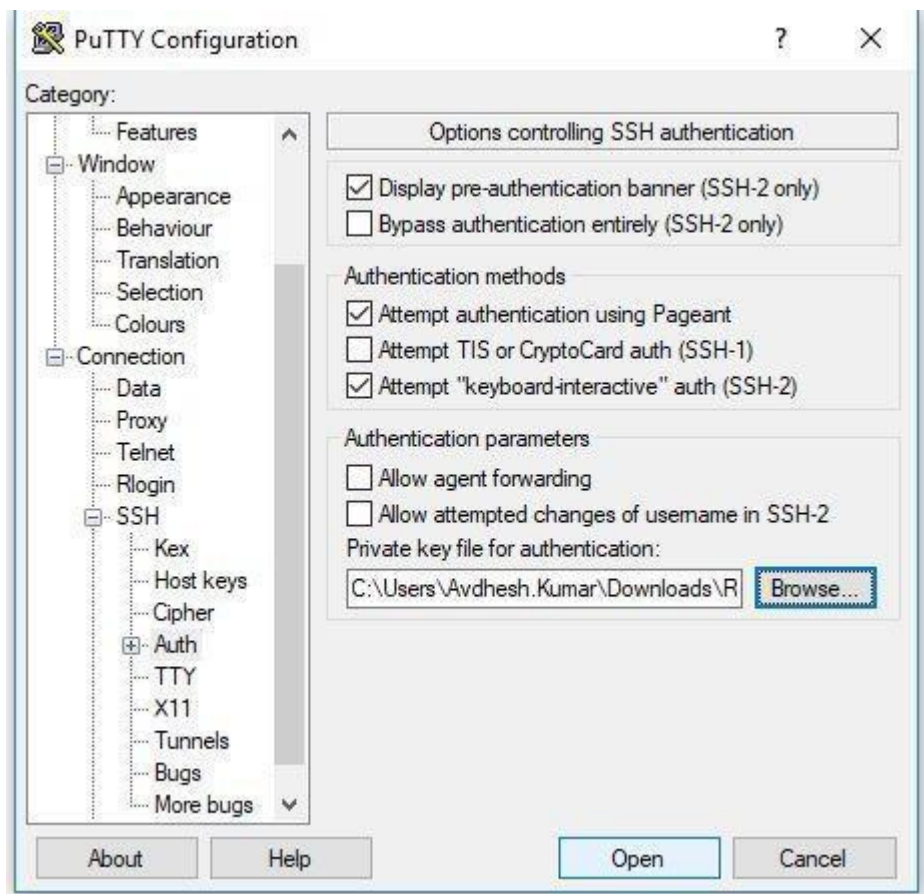 PuTTY Configuration
?
Category:
Features
Window
Appearance
Behaviour
Translation
Selection
Colours
Connection
Data
Proxy
Telnet
Rlogin
SSH
Kex
Host keys
Cipher
Auth
TTY
X11
Tunnels
Bugs
More bugs
Options controlling SSH authentication
Display pre-authentication banner (SSH-2 only)
Bypass authentication entirely (SSH-2 only)
Authentication methods
Attempt authentication using Pageant
Attempt TIS or CryptoCard auth (SSH-1)
Attempt "keyboard-interactive" auth (SSH-2)
Authentication parameters
Allow agent forwarding
Allow attempted changes of username in SSH-2
Private key file for authentication:
C:\Users\Avdhesh.Kumar\Downloads\R
Browse...
About
Help
Open
Cancel